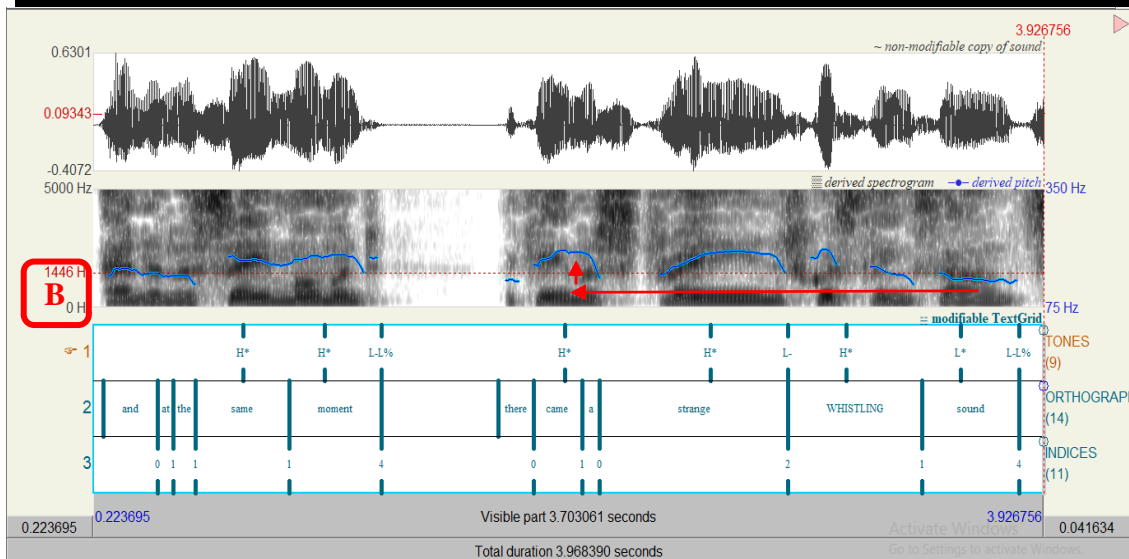 3.926756
0.6301
~ non-modifiable copy of sound
0.09343
-0.4072
5000 Hz
derived spectrogram
derived pitch
350 Hz
1446 H
B
0 H
75 Hz
modifiable TextGrid
1 H* H* L-L% H* H* L- H* L* L-L%
TONES
(9)
2 and at the same moment there came a strange WHISTLING sound
ORTHOGRAPH
(14)
3 0 1 1 1 4 0 1 0 2 1 4
INDICES
(11)
0.223695 0.223695 Visible part 3.703061 seconds 3.926756 0.041634
Activate Windows
Total duration 3.968390 seconds
Go to Settings to activate Windows.